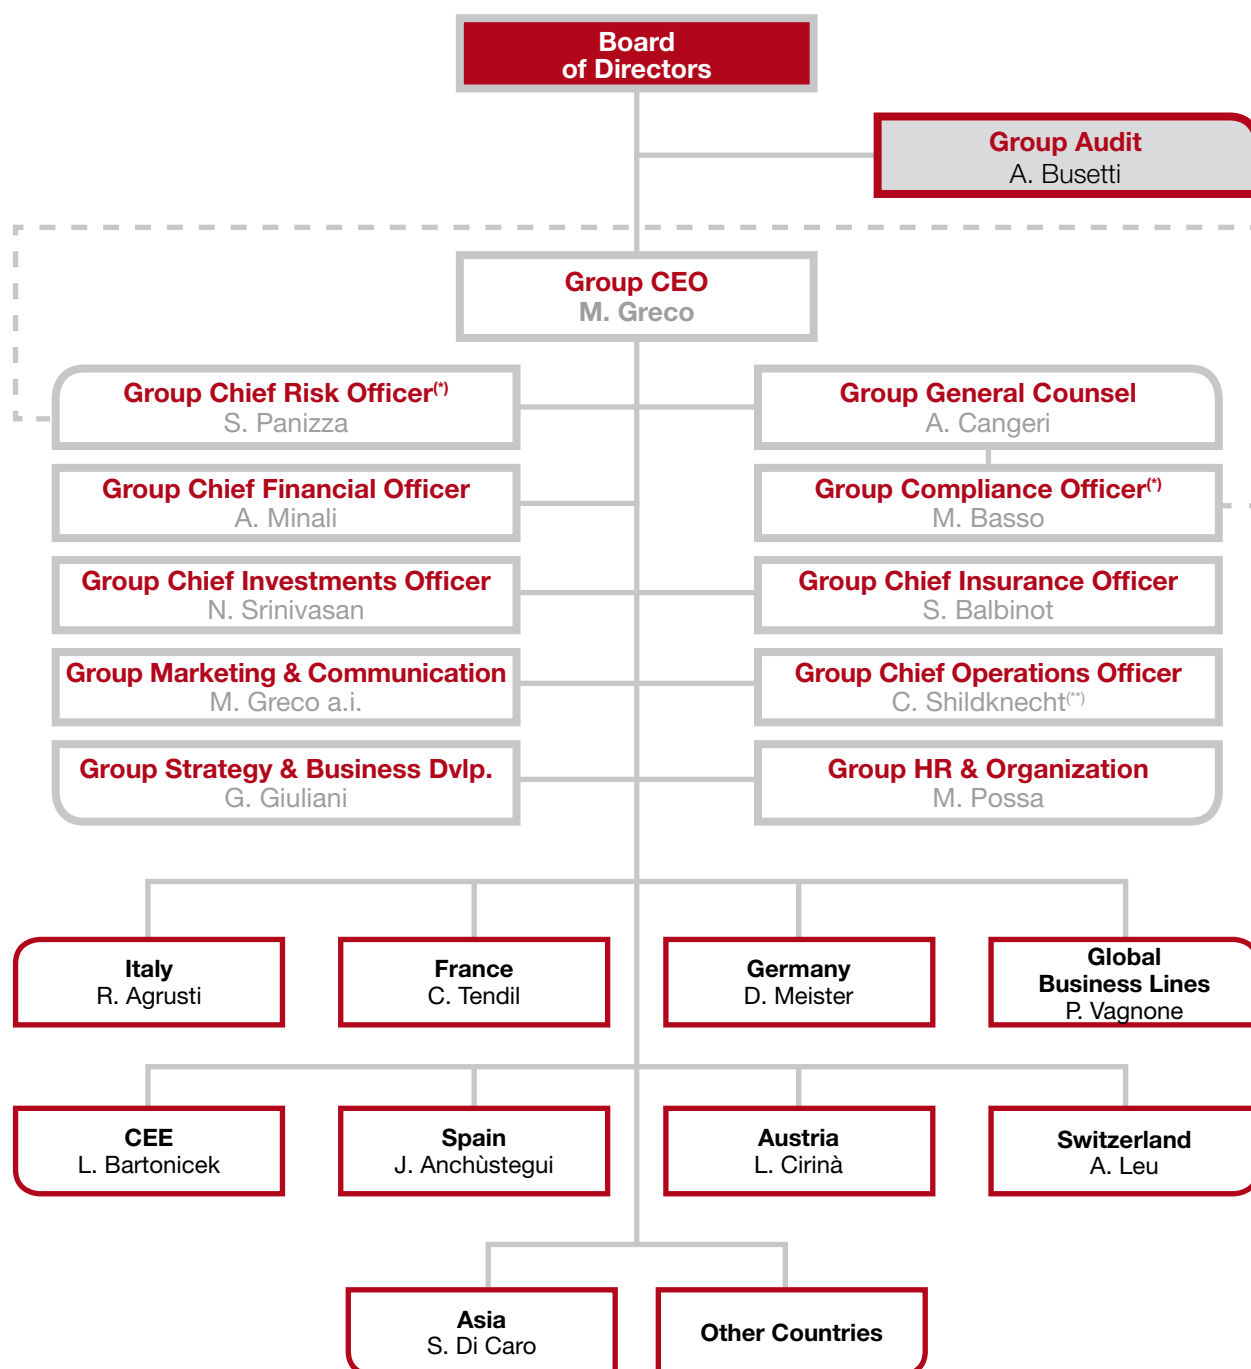 Board
of Directors
Group Audit
A. Busetti
Group CEO
M. Greco
Group Chief Risk Officer(*)
S. Panizza
Group General Counsel
A. Cangeri
Group Chief Financial Officer
A. Minali
Group Compliance Officer(*)
M. Basso
Group Chief Investments Officer
N. Srinivasan
Group Chief Insurance Officer
S. Balbinot
Group Marketing & Communication
M. Greco a.i.
Group Chief Operations Officer
C. Shildknecht(**)
Group Strategy & Business Dvlp.
G. Giuliani
Group HR & Organization
M. Possa
Italy
R. Agrusti
France
C. Tendil
Germany
D. Meister
Global
Business Lines
P. Vagnone
CEE
L. Bartonicek
Spain
J. Anchùstegui
Austria
L. Cirinà
Switzerland
A. Leu
Asia
S. Di Caro
Other Countries